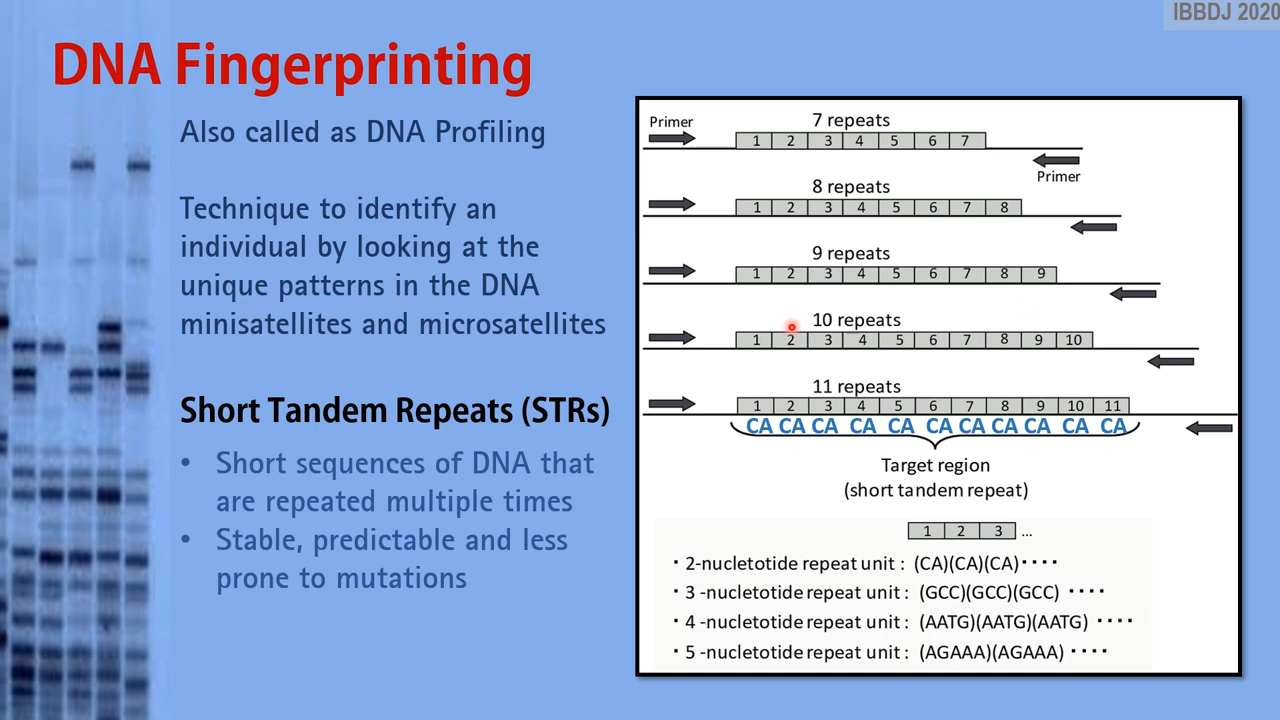 IBBDJ 2020
DNA Fingerprinting
Also called as DNA Profiling
Technique to identify an
individual by looking at the
unique patterns in the DNA
minisatellites and microsatellites
Short Tandem Repeats (STRs)
• Short sequences of DNA that
are repeated multiple times
• Stable, predictable and less
prone to mutations
Primer
7 repeats
1 2 3 4 5 6 7
Primer
8 repeats
1 2 3 4 5 6 7 8
9 repeats
1 2 3 4 5 6 7 8 9
10 repeats
1 2 3 4 5 6 7 8 9 10
11 repeats
1 2 3 4 5 6 7 8 9 10 11
CA CA CA CA CA CA CA CA CA CA CA
Target region
(short tandem repeat)
1 2 3 ...
· 2-nucletotide repeat unit : (CA)(CA)(CA)····
· 3 -nucletotide repeat unit : (GCC)(GCC)(GCC) ····
· 4 -nucletotide repeat unit : (AATG)(AATG)(AATG) ····
· 5 -nucletotide repeat unit : (AGAAA)(AGAAA) ····